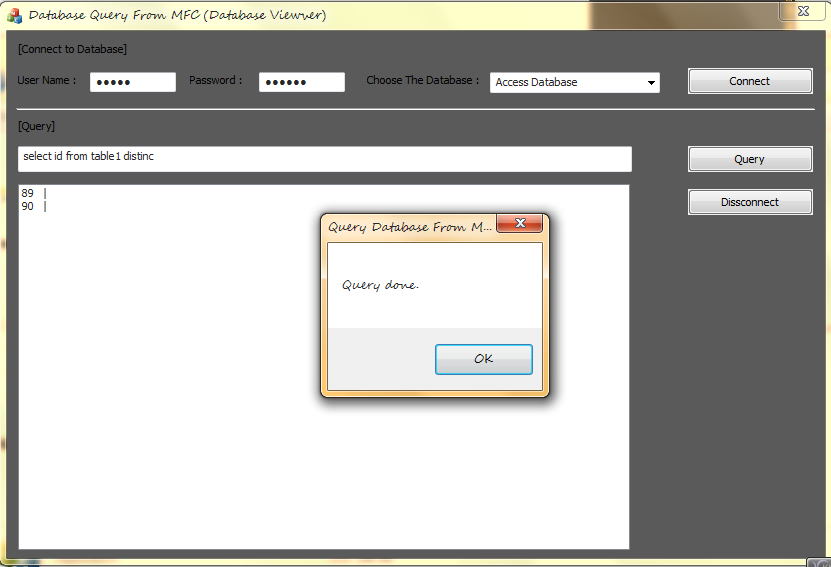 Database Query From MFC (Database Viewver)
[Connect to Database]
User Name : ●●●●● Password : ●●●●●● Choose The Database : Access Database Connect
[Query]
select id from table1 distinc Query
89 |
90 |
Dissconnect
Query Database From M...
Query done.
OK